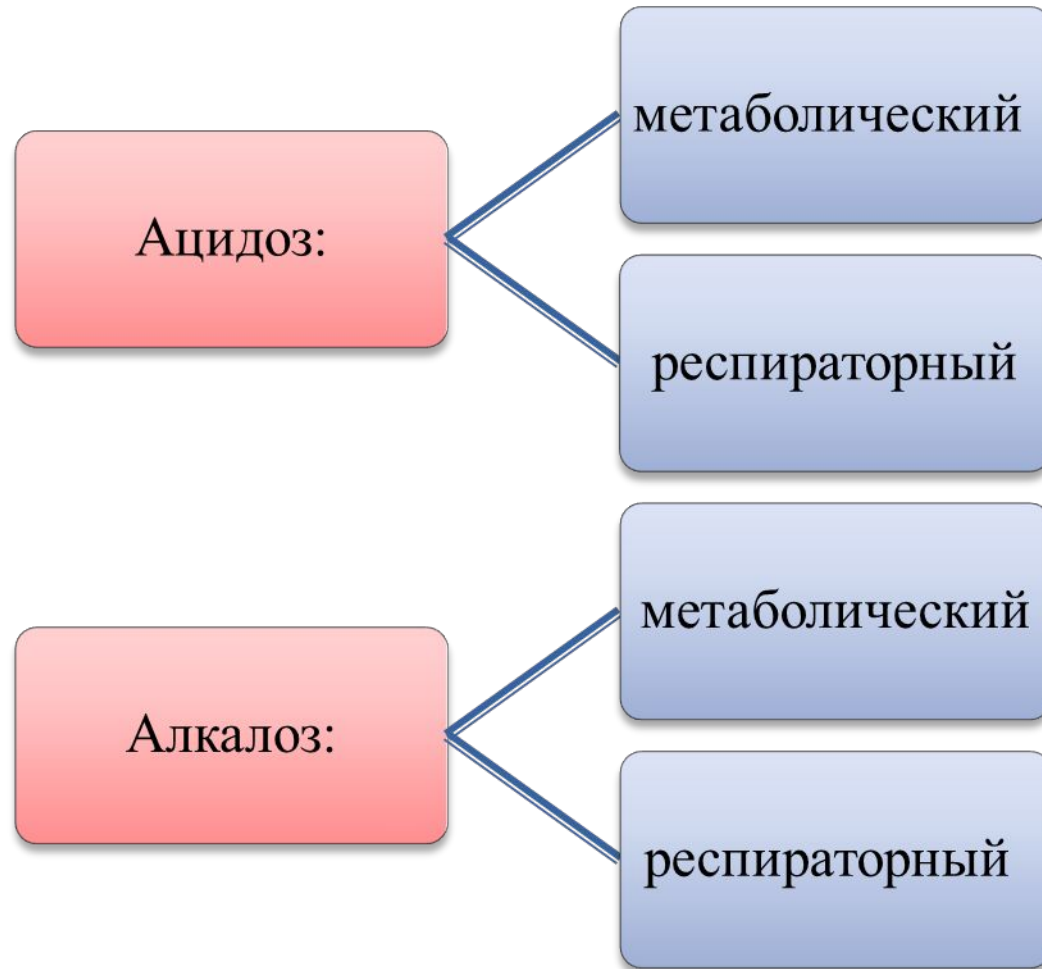 Ацидоз:
метаболический
респираторный
Алкалоз:
метаболический
респираторный